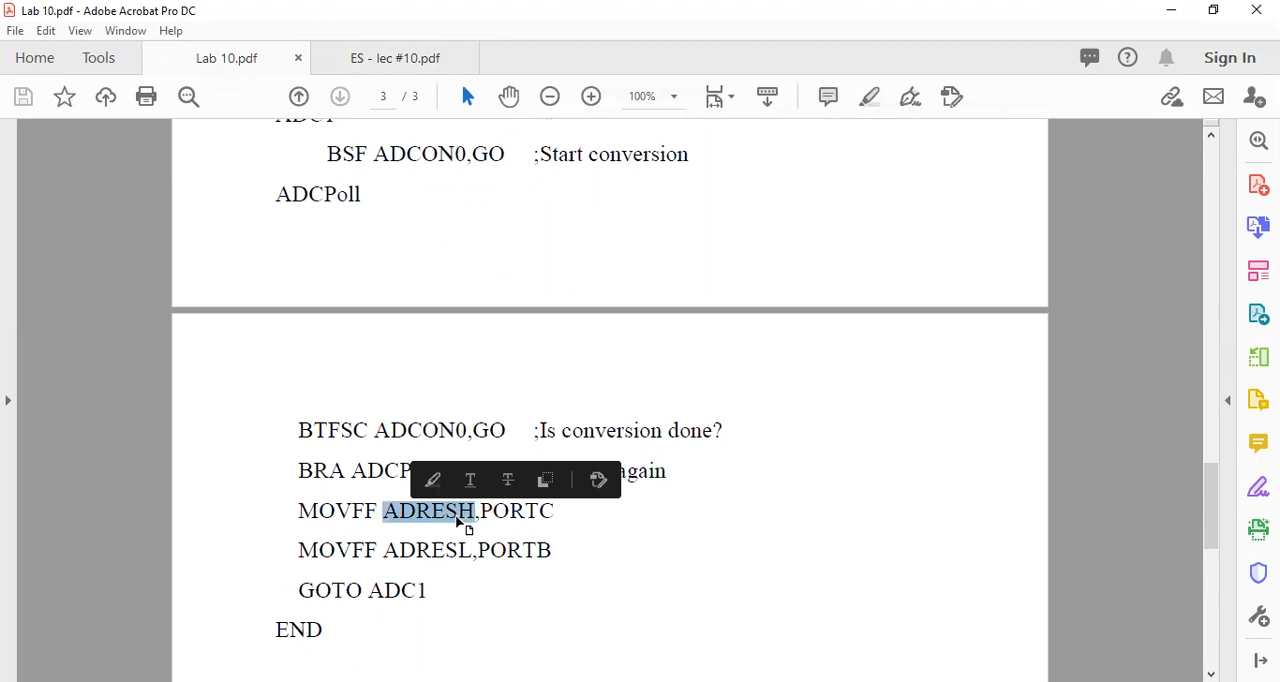 Lab 10.pdf - Adobe Acrobat Pro DC
File Edit View Window Help
Home Tools Lab 10.pdf × ES - lec #10.pdf Sign In
3 / 3 100%
BSF ADCON0,GO ;Start conversion
ADCPoll
BTFSC ADCON0,GO ;Is conversion done?
BRA ADCP again
MOVFF ADRESH,PORTC
MOVFF ADRESL,PORTB
GOTO ADC1
END